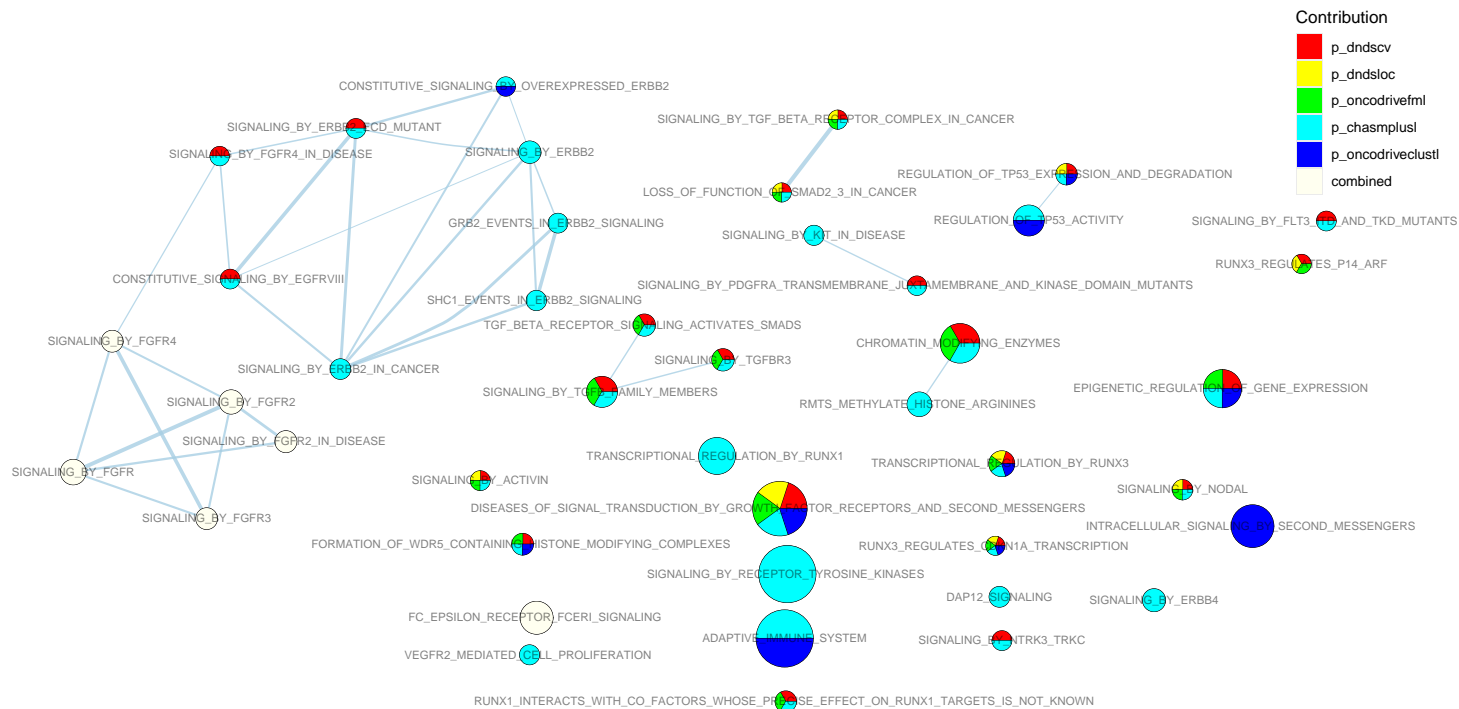 Contribution
p_dndscv
p_dndsloc
p_oncodrivefml
p_chasmplusl
p_oncodriveclustl
combined
CONSTITUTIVE_SIGNALING_BY_OVEREXPRESSED_ERBB2
SIGNALING_BY_ERBB2_ECD_MUTANT
SIGNALING_BY_FGFR4_IN_DISEASE
SIGNALING_BY_ERBB2
GRB2_EVENTS_IN_ERBB2_SIGNALING
CONSTITUTIVE_SIGNALING_BY_EGFRVIII
SHC1_EVENTS_IN_ERBB2_SIGNALING
SIGNALING_BY_FGFR4
SIGNALING_BY_ERBB2_IN_CANCER
SIGNALING_BY_FGFR2
SIGNALING_BY_FGFR2_IN_DISEASE
SIGNALING_BY_FGFR
SIGNALING_BY_FGFR3
SIGNALING_BY_TGF_BETA_RECEPTOR_COMPLEX_IN_CANCER
LOSS_OF_FUNCTION_OF_SMAD2_3_IN_CANCER
REGULATION_OF_TP53_EXPRESSION_AND_DEGRADATION
REGULATION_OF_TP53_ACTIVITY
SIGNALING_BY_FLT3_ITD_AND_TKD_MUTANTS
SIGNALING_BY_KIT_IN_DISEASE
RUNX3_REGULATES_P14_ARF
SIGNALING_BY_PDGFRA_TRANSMEMBRANE_JUXTAMEMBRANE_AND_KINASE_DOMAIN_MUTANTS
TGF_BETA_RECEPTOR_SIGNALING_ACTIVATES_SMADS
SIGNALING_BY_TGFBR3
SIGNALING_BY_TGFB_FAMILY_MEMBERS
CHROMATIN_MODIFYING_ENZYMES
RMTS_METHYLATE_HISTONE_ARGININES
EPIGENETIC_REGULATION_OF_GENE_EXPRESSION
TRANSCRIPTIONAL_REGULATION_BY_RUNX1
TRANSCRIPTIONAL_REGULATION_BY_RUNX3
SIGNALING_BY_ACTIVIN
SIGNALING_BY_NODAL
DISEASES_OF_SIGNAL_TRANSDUCTION_BY_GROWTH_FACTOR_RECEPTORS_AND_SECOND_MESSENGERS
INTRACELLULAR_SIGNALING_BY_SECOND_MESSENGERS
FORMATION_OF_WDR5_CONTAINING_HISTONE_MODIFYING_COMPLEXES
RUNX3_REGULATES_CDKN1A_TRANSCRIPTION
SIGNALING_BY_RECEPTOR_TYROSINE_KINASES
DAP12_SIGNALING
SIGNALING_BY_ERBB4
FC_EPSILON_RECEPTOR_FCERI_SIGNALING
ADAPTIVE_IMMUNE_SYSTEM
SIGNALING_BY_NTRK3_TRKC
VEGFR2_MEDIATED_CELL_PROLIFERATION
RUNX1_INTERACTS_WITH_CO_FACTORS_WHOSE_PRECISE_EFFECT_ON_RUNX1_TARGETS_IS_NOT_KNOWN